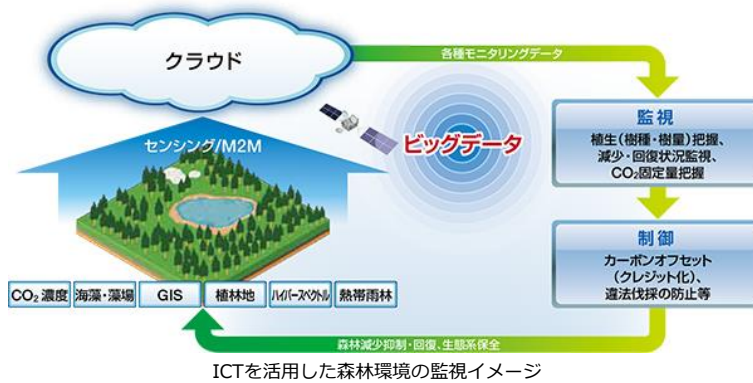 クラウド
各種モニタリングデータ
センシング/M2M
ビッグデータ
監視
植生(樹種・樹量)把握、
減少・回復状況監視、
CO₂固定量把握
制御
カーボンオフセット
(クレジット化)、
違法伐採の防止等
CO₂濃度
海藻・藻場
GIS
植林地
ハイパースペクトル
熱帯雨林
森林減少抑制・回復、生態系保全
ICTを活用した森林環境の監視イメージ